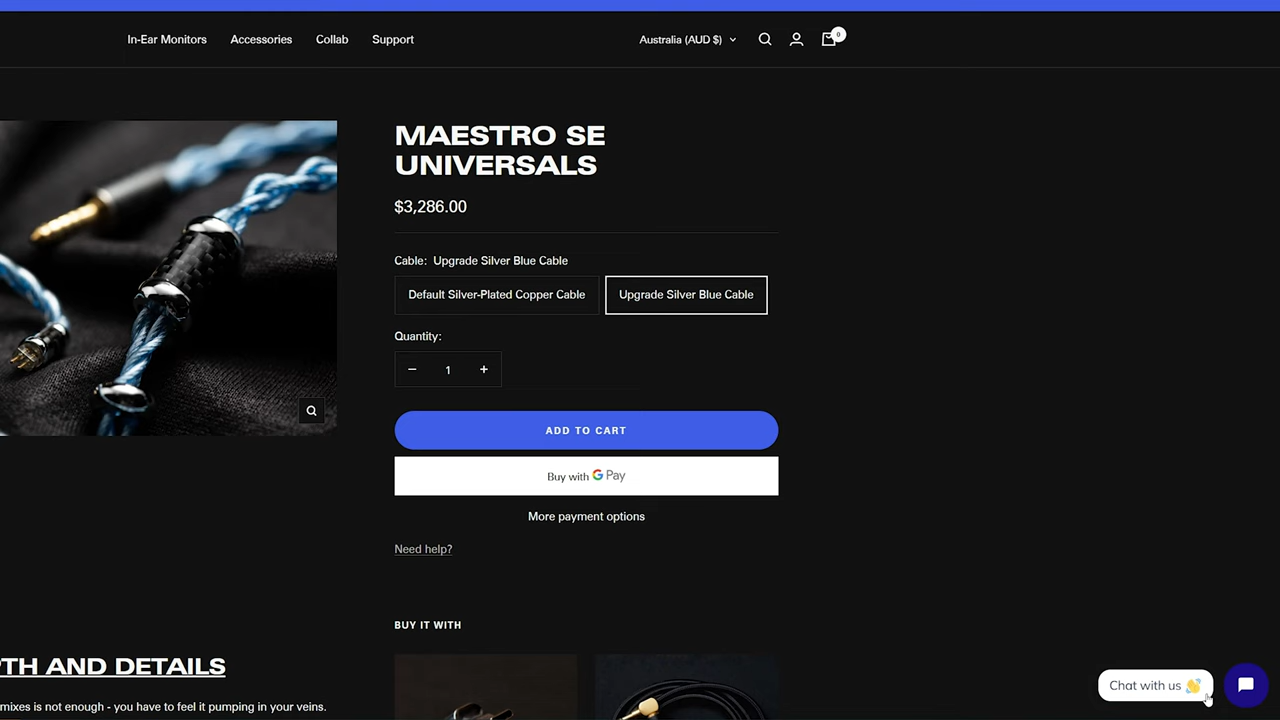 In-Ear Monitors Accessories Collab Support Australia (AUD $) 0
MAESTRO SE
UNIVERSALS
$3,286.00
Cable: Upgrade Silver Blue Cable
Default Silver-Plated Copper Cable Upgrade Silver Blue Cable
Quantity:
− 1 +
ADD TO CART
Buy with G Pay
More payment options
Need help?
BUY IT WITH
TH AND DETAILS
mixes is not enough - you have to feel it pumping in your veins.
Chat with us 👋